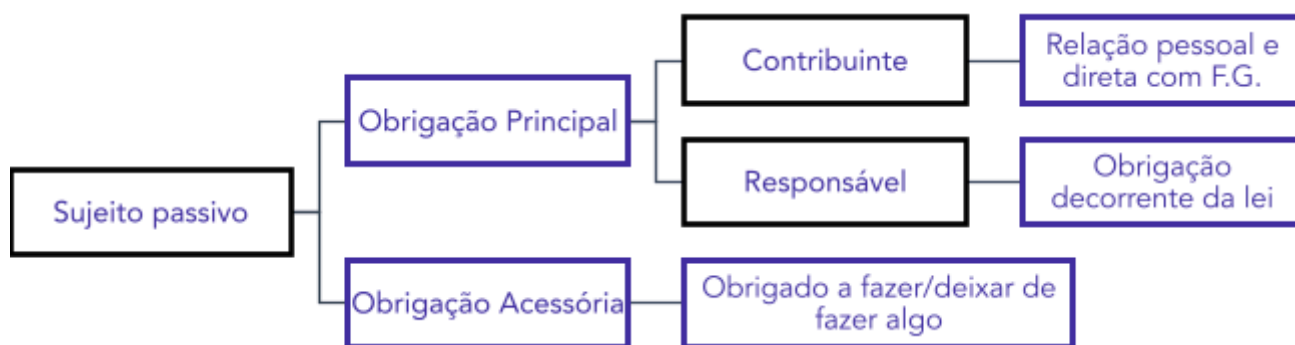 Sujeito passivo
Obrigação Principal
Contribuinte
Relação pessoal e
direta com F.G.
Responsável
Obrigação
decorrente da lei
Obrigação Acessória
Obrigado a fazer/deixar de
fazer algo